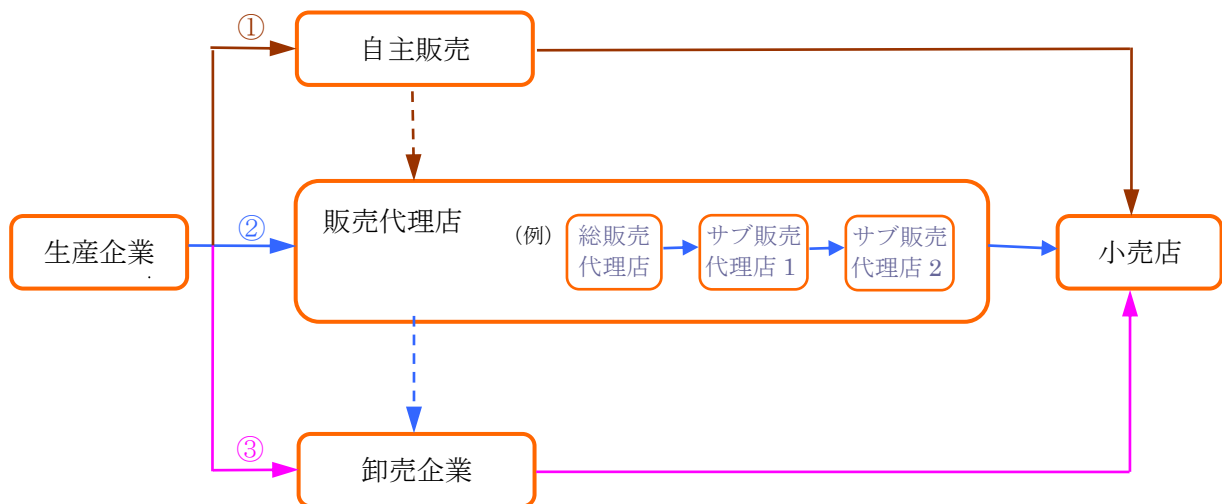 ①
自主販売
生産企業
②
販売代理店
（例）
総販売
代理店
サブ販売
代理店 1
サブ販売
代理店 2
小売店
③
卸売企業